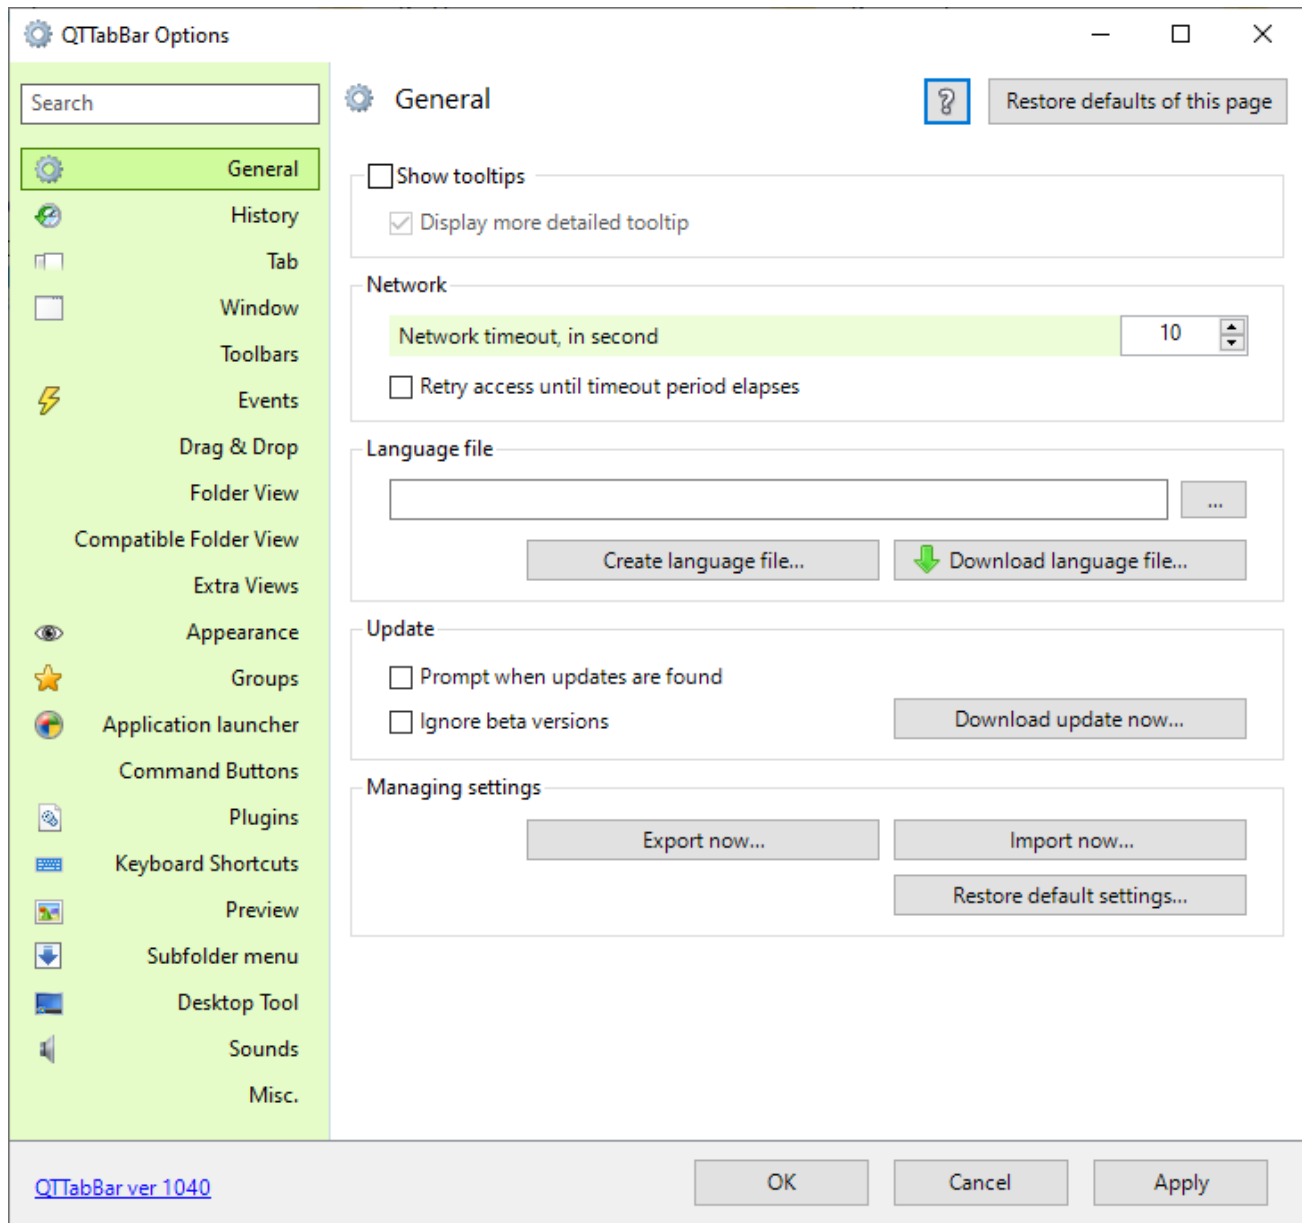 QTTabBar Options
Search
General
History
Tab
Window
Toolbars
Events
Drag & Drop
Folder View
Compatible Folder View
Extra Views
Appearance
Groups
Application launcher
Command Buttons
Plugins
Keyboard Shortcuts
Preview
Subfolder menu
Desktop Tool
Sounds
Misc.
General
?
Restore defaults of this page
Show tooltips
Display more detailed tooltip
Network
Network timeout, in second 10
Retry access until timeout period elapses
Language file
...
Create language file... Download language file...
Update
Prompt when updates are found
Ignore beta versions
Download update now...
Managing settings
Export now... Import now...
Restore default settings...
QTTabBar ver 1040
OK Cancel Apply